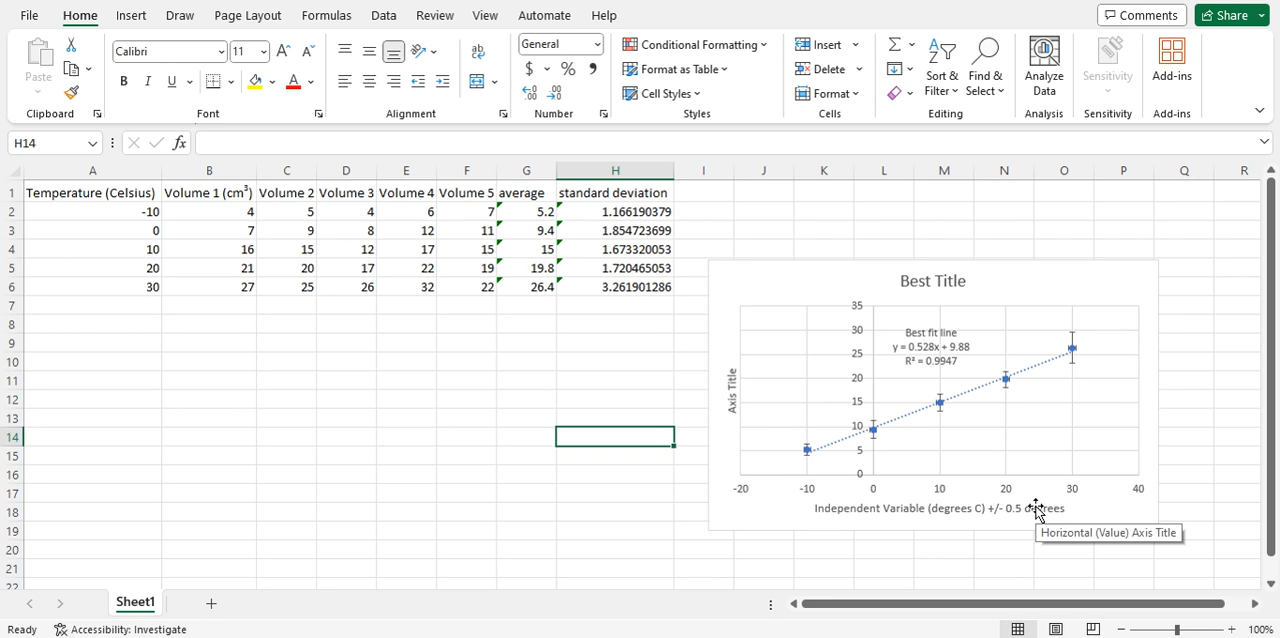 File Home Insert Draw Page Layout Formulas Data Review View Automate Help Comments Share
Calibri 11 General Conditional Formatting Insert
Paste B I U $ % Format as Table Delete Sort & Filter Find & Select Analyze Data Sensitivity Add-ins
Cell Styles Format
Clipboard Font Alignment Number Styles Cells Editing Analysis Sensitivity Add-ins
H14 fx
A B C D E F G H I J K L M N O P Q R
1 Temperature (Celsius) Volume 1 (cm³) Volume 2 Volume 3 Volume 4 Volume 5 average standard deviation
2 -10 4 5 4 6 7 5.2 1.166190379
3 0 7 9 8 12 11 9.4 1.854723699
4 10 16 15 12 17 15 15 1.673320053
5 20 21 20 17 22 19 19.8 1.720465053
6 30 27 25 26 32 22 26.4 3.261901286
7
8
9
10
11
12
13
14
15
16
17
18
19
20
21
22
Best Title
35
30
25
20
15
10
5
0
Best fit line
y = 0.528x + 9.88
R² = 0.9947
Axis Title
-20 -10 0 10 20 30 40
Independent Variable (degrees C) +/- 0.5 degrees
Horizontal (Value) Axis Title
Sheet1
Ready Accessibility: Investigate 100%